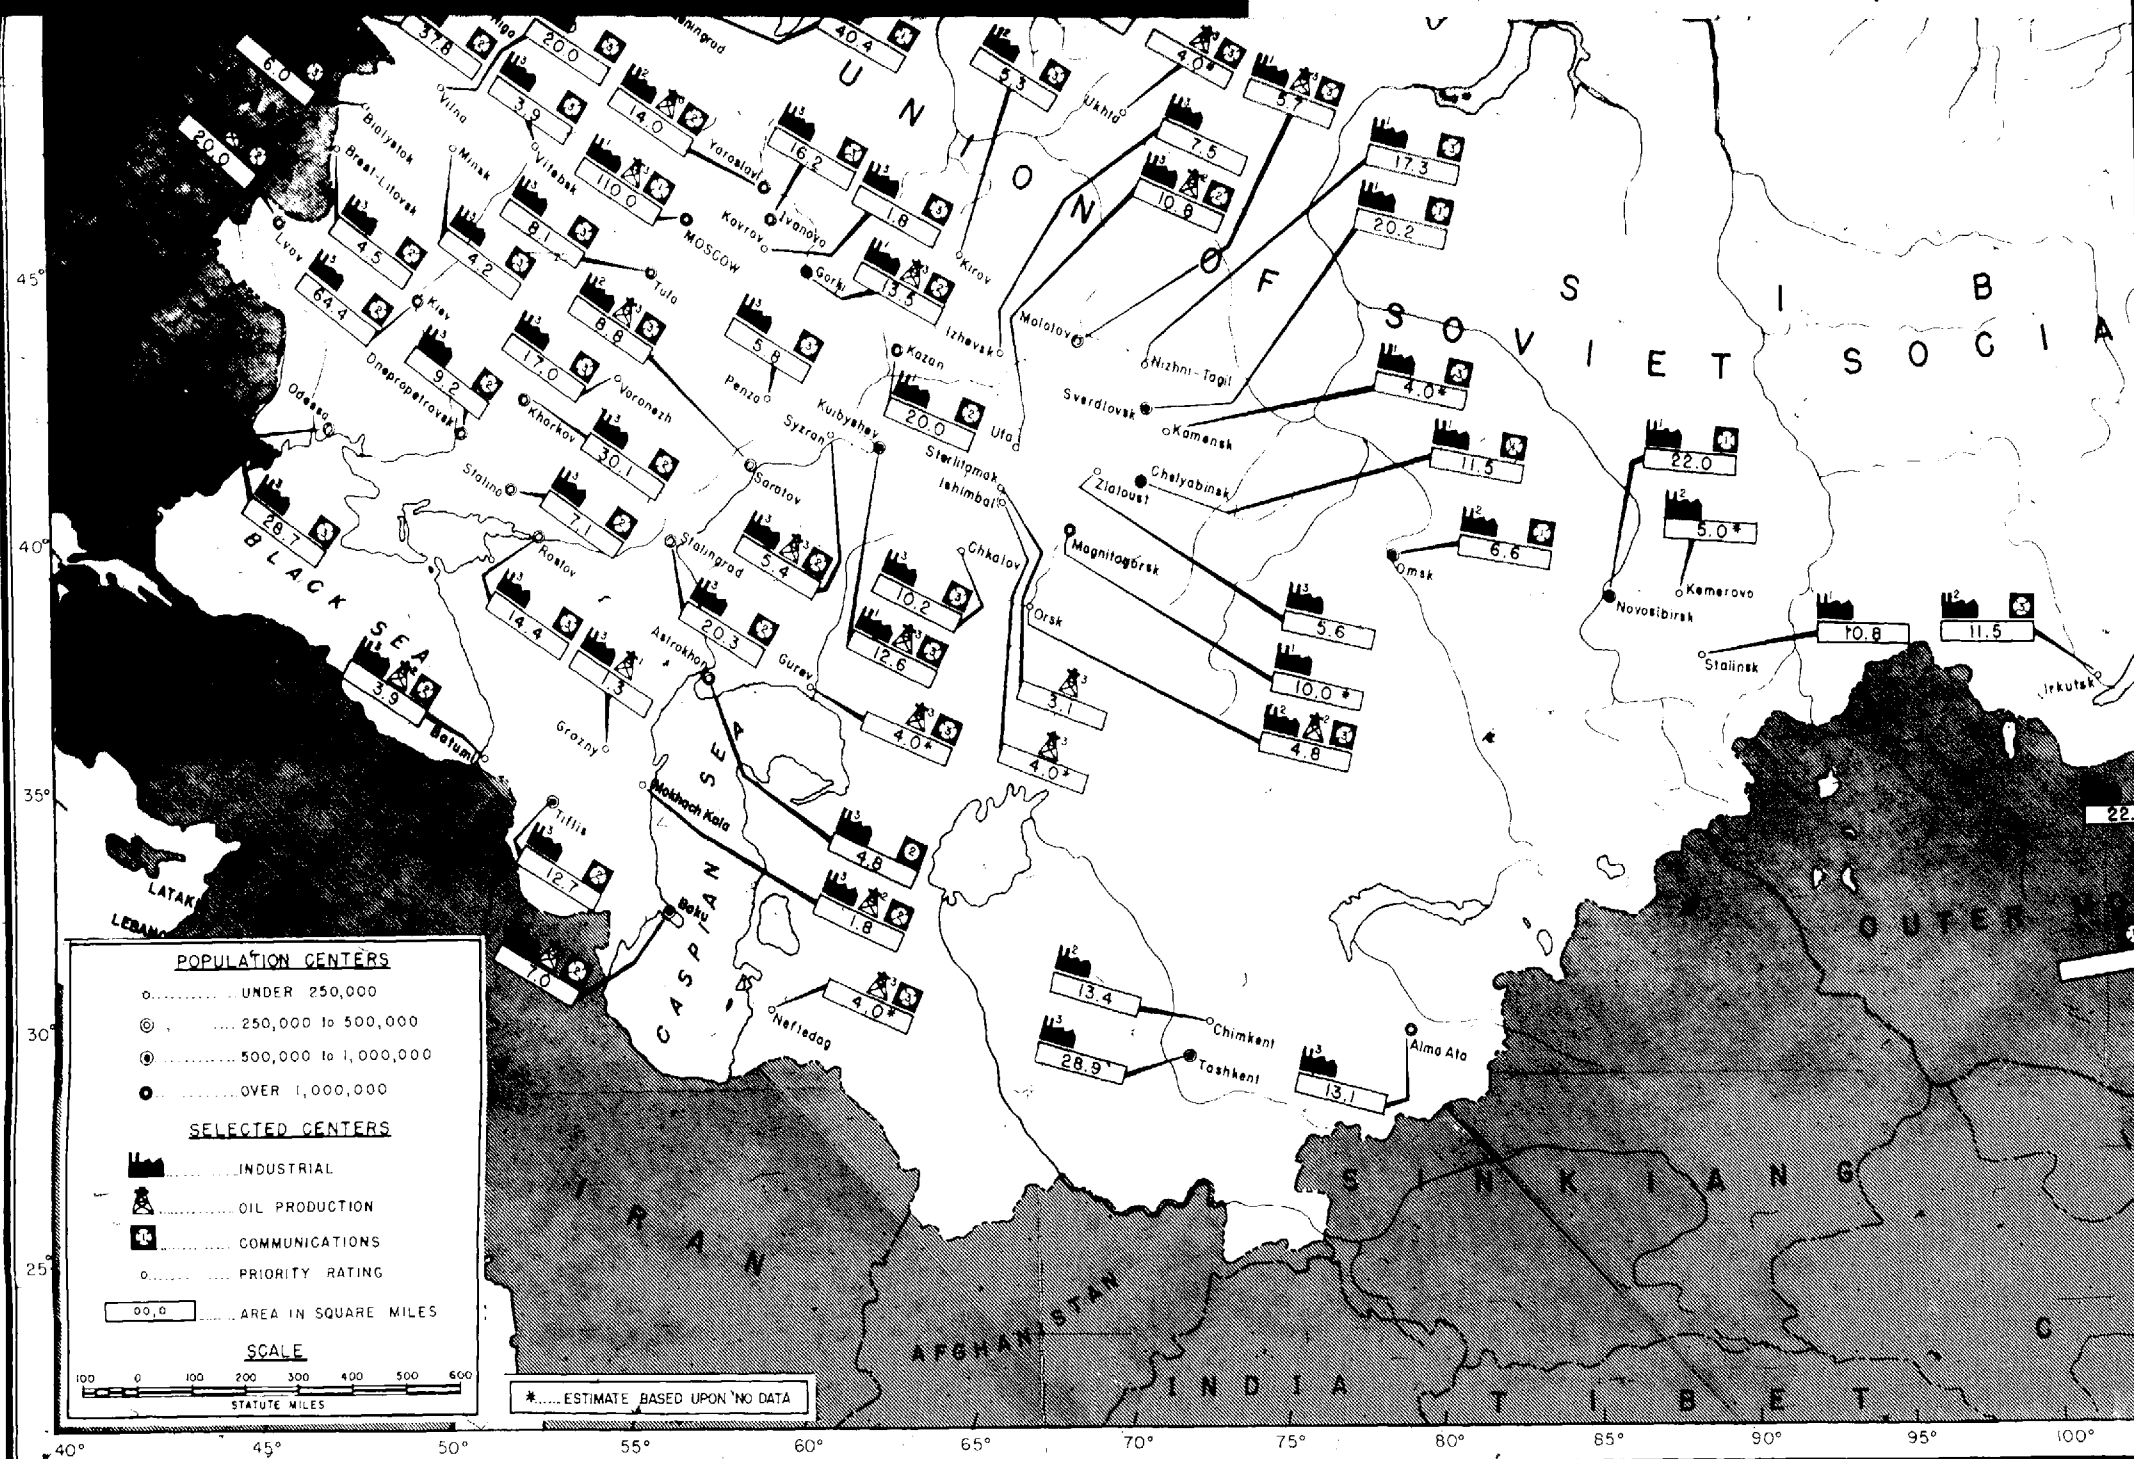 37.8
20.0
Riga
40.4
U
N
I
O
N
O
F
SOVIET
SOCIA
S
I
B
6.0
Bialystok
20.0
Lvov
Vilna
Brest-Litovsk
4.5
Minsk
4.2
3.9
Vitebsk
14.0
Yaroslavl
16.2
Ivanovo
110.0
MOSCOW
1.8
Kovrov
Gorki
13.5
5.3
Kirov
4.0*
Ukhta
5.7
Molotov
7.5
Izhevsk
10.8
Ufa
17.3
Nizhni-Tagil
20.2
Sverdlovsk
4.0*
Kamensk
11.5
Chelyabinsk
64.4
Kiev
8.1
Tula
8.8
Saratov
5.8
Penza
Kazan
20.0
9.2
Dnepropetrovsk
17.0
Voronezh
Kharkov
30.1
Odessa
28.7
Stalino
7.1
Syzran
5.4
Kuibyshev
12.6
Sterlitamak
Ishimbai
3.1
4.0*
Zlatoust
5.6
Magnitogorsk
10.0*
Orsk
4.8
Chkalov
10.2
6.6
Omsk
22.0
Novosibirsk
5.0*
Kemerovo
10.8
Stalinsk
11.5
Irkutsk
BLACK SEA
Rostov
14.4
Stalingrad
20.3
1.3
Grozny
Astrakhan
4.8
Gurev
4.0*
3.9
Batum
Tiflis
12.7
Makhach Kala
1.8
Baku
7.0
CASPIAN SEA
4.0*
Neftedag
13.4
Chimkent
28.9
Tashkent
13.1
Alma Ata
22.
OUTER
LEBANO
LATAK
IRAN
AFGHANISTAN
INDIA
SINKIANG
TIBET
C
POPULATION CENTERS
o.......... UNDER 250,000
.... 250,000 to 500,000
........... 500,000 to 1,000,000
........... OVER 1,000,000
SELECTED CENTERS
......... INDUSTRIAL
.......... OIL PRODUCTION
.......... COMMUNICATIONS
o..... .... PRIORITY RATING
00.0 ..... AREA IN SQUARE MILES
SCALE
100 0 100 200 300 400 500 600
STATUTE MILES
*..... ESTIMATE BASED UPON NO DATA
45°
40°
35°
30°
25°
40° 45° 50° 55° 60° 65° 70° 75° 80° 85° 90° 95° 100°